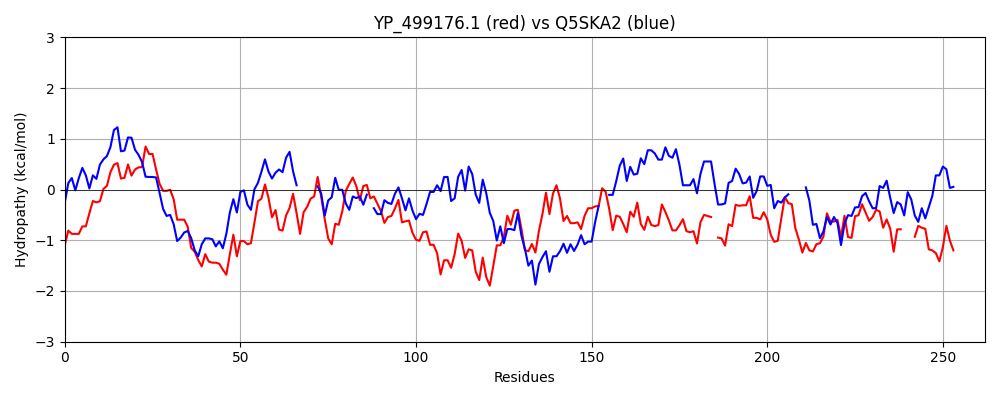 YP_499176.1 (red) vs Q5SKA2 (blue)
Hydropathy (kcal/mol)
3
2
1
0
−1
−2
−3
0 50 100 150 200 250
Residues